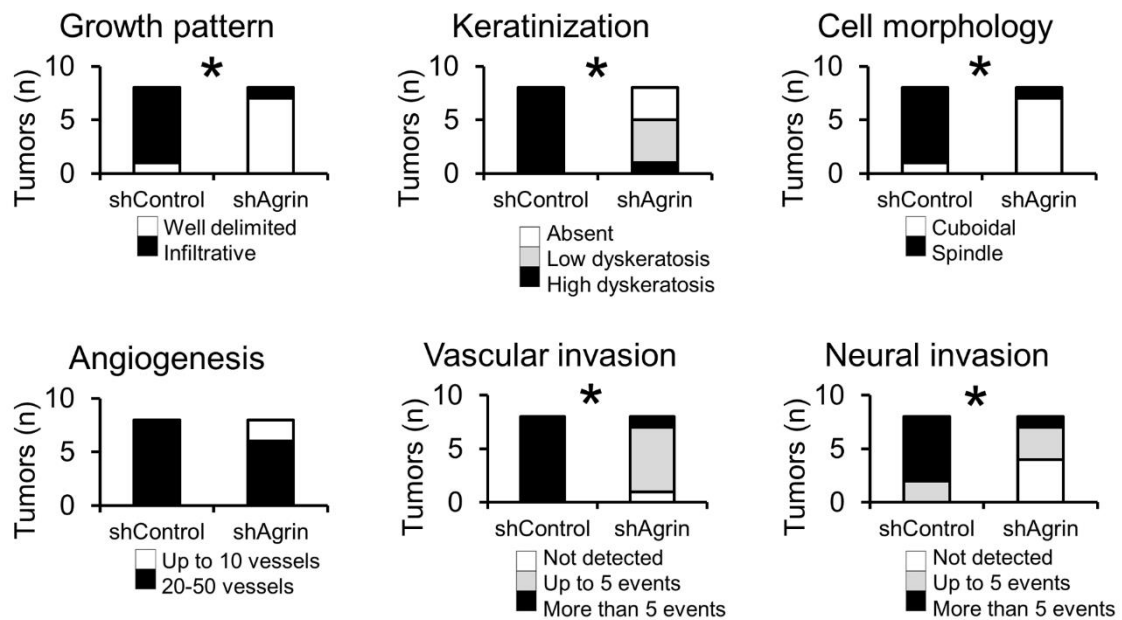 Growth pattern
Tumors (n)
10
*
5
0
shControl shAgrin
Well delimited
Infiltrative
Keratinization
Tumors (n)
10
*
5
0
shControl shAgrin
Absent
Low dyskeratosis
High dyskeratosis
Cell morphology
Tumors (n)
10
*
5
0
shControl shAgrin
Cuboidal
Spindle
Angiogenesis
Tumors (n)
10
5
0
shControl shAgrin
Up to 10 vessels
20-50 vessels
Vascular invasion
Tumors (n)
10
*
5
0
shControl shAgrin
Not detected
Up to 5 events
More than 5 events
Neural invasion
Tumors (n)
10
*
5
0
shControl shAgrin
Not detected
Up to 5 events
More than 5 events